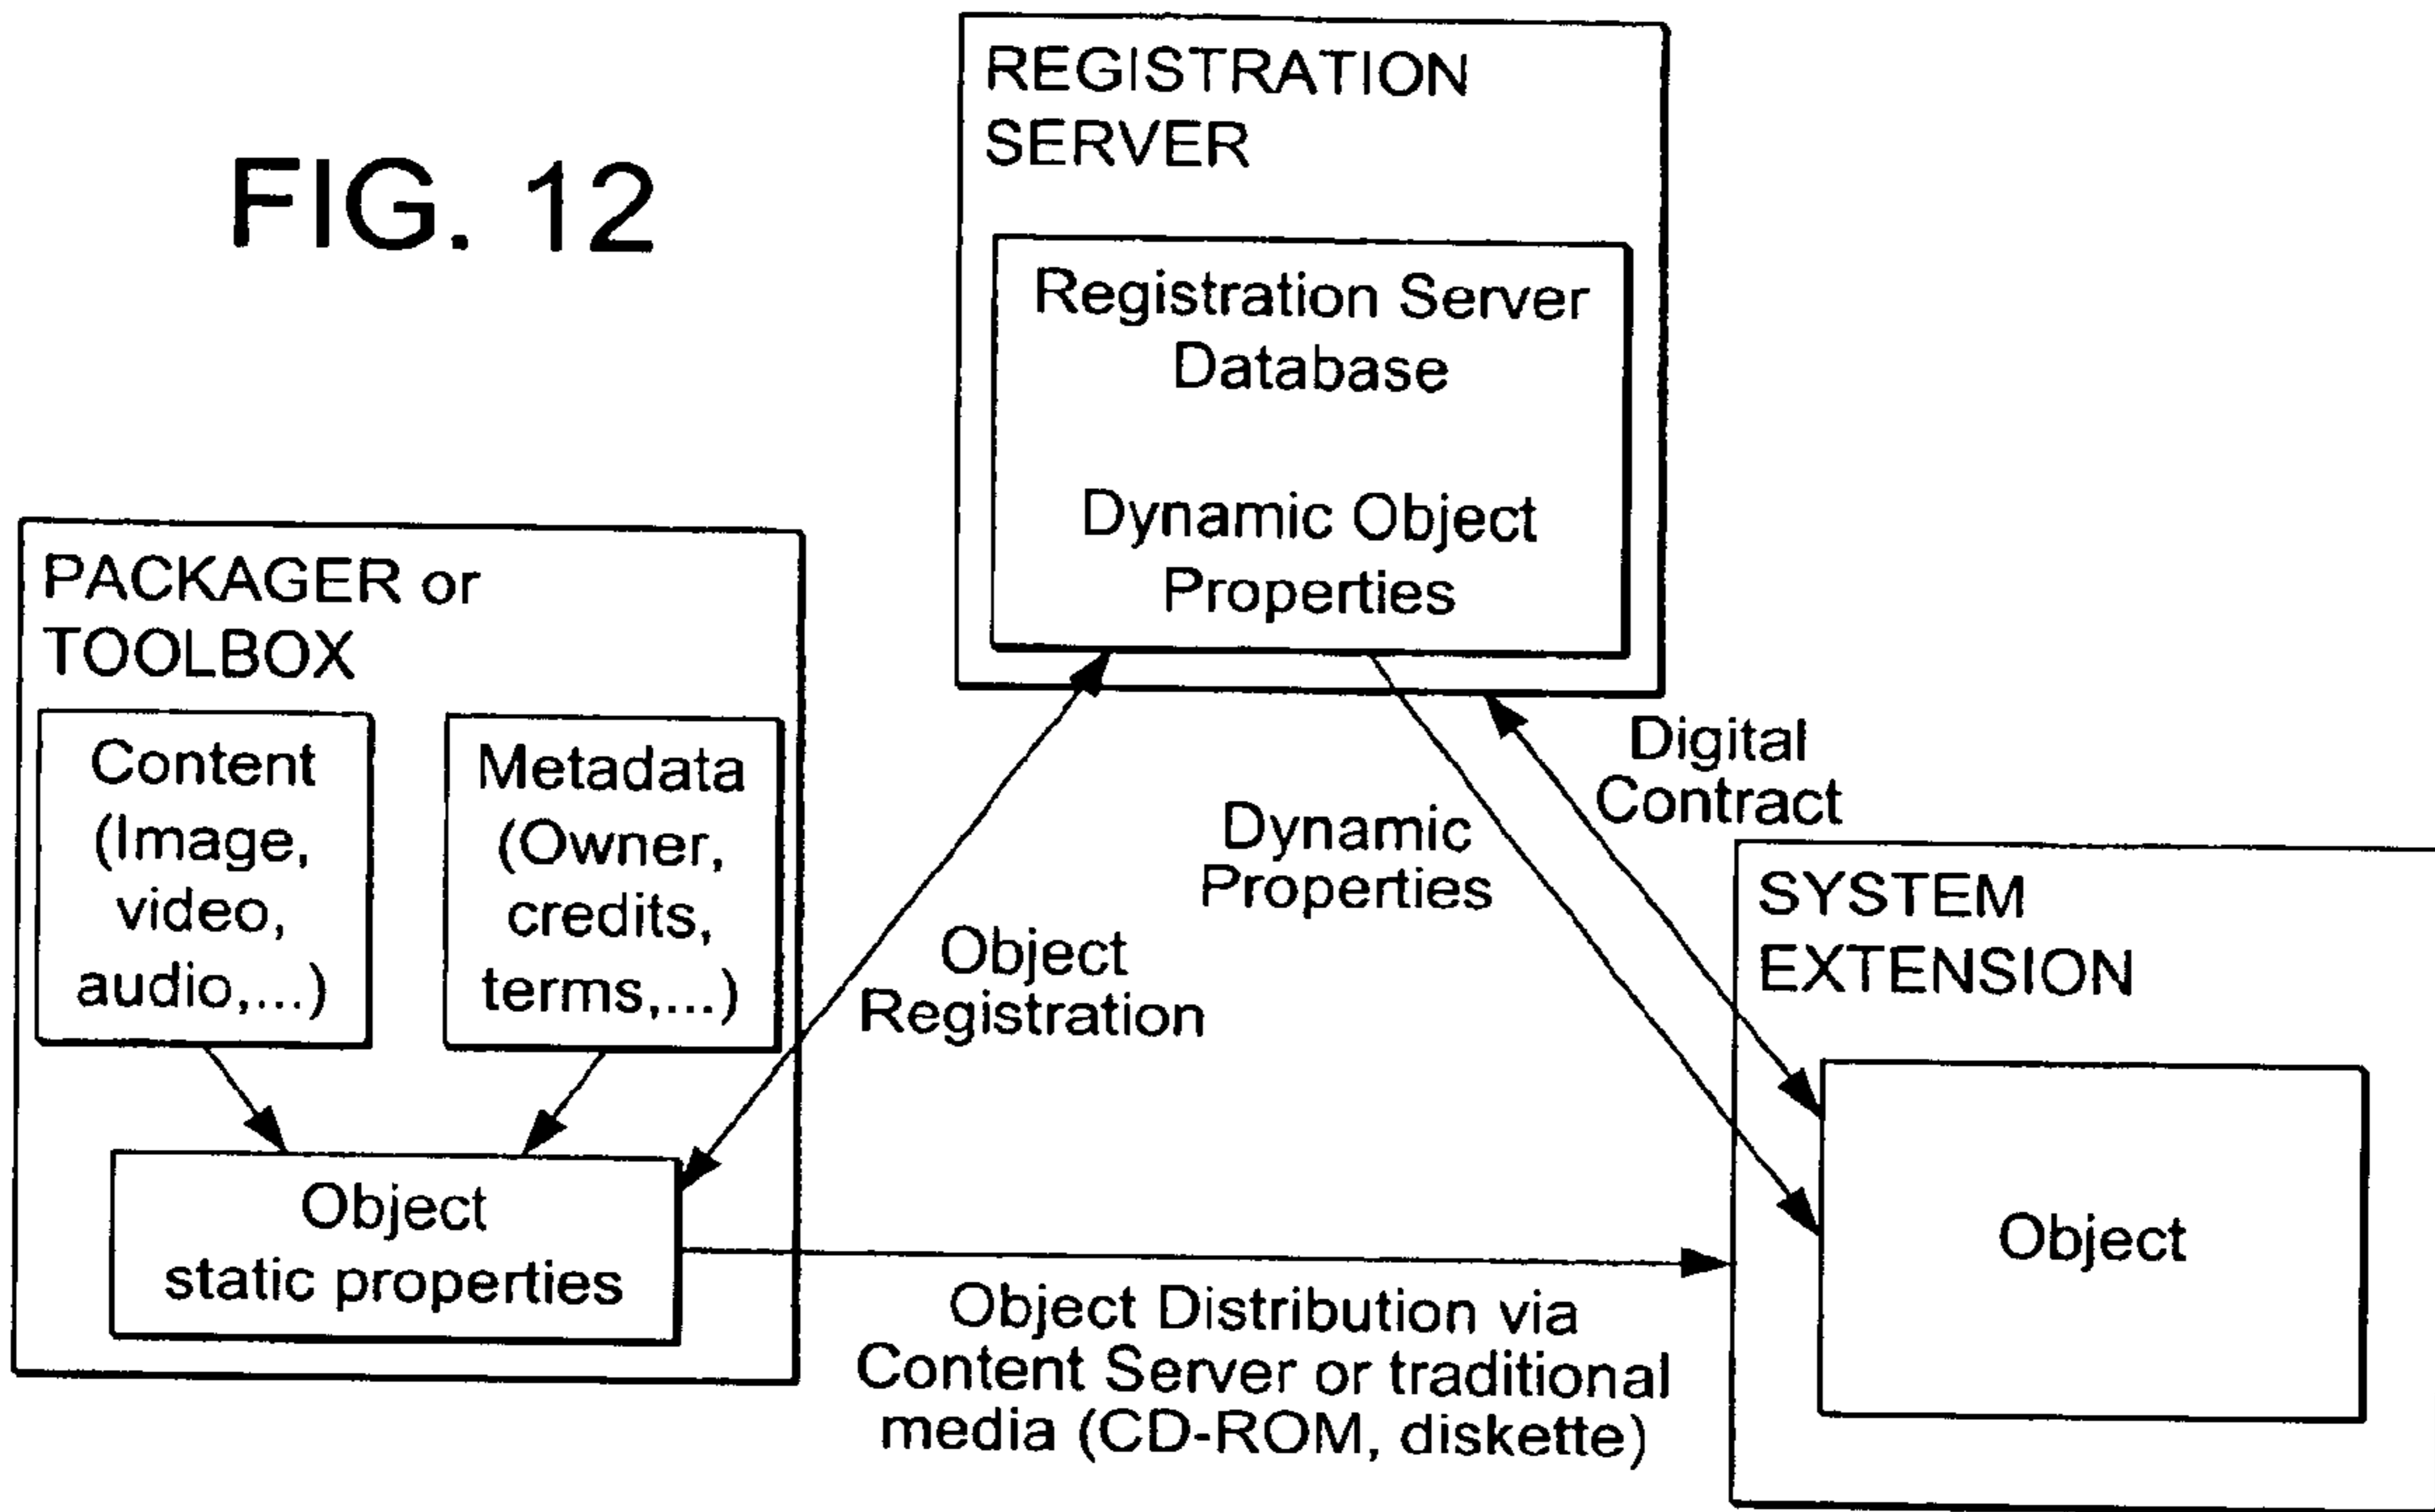 FIG. 12
REGISTRATION
SERVER
Registration Server
Database
Dynamic Object
Properties
PACKAGER or
TOOLBOX
Content
(Image,
video,
audio,...)
Metadata
(Owner,
credits,
terms,...)
Object
static properties
Object
Registration
Dynamic
Properties
Digital
Contract
SYSTEM
EXTENSION
Object
Object Distribution via
Content Server or traditional
media (CD-ROM, diskette)